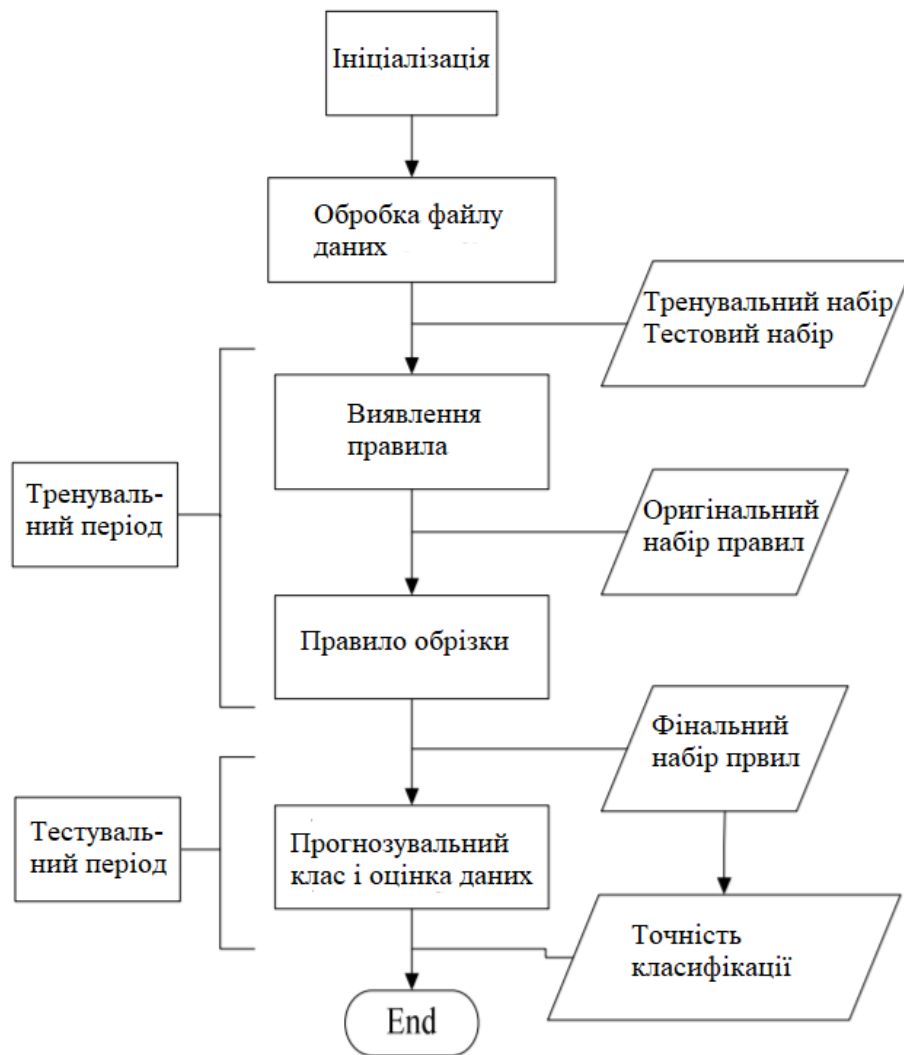 Ініціалізація
Обробка файлу
даних
Тренувальний набір
Тестовий набір
Виявлення
правила
Тренуваль-
ний період
Оригінальний
набір правил
Правило обрізки
Фінальний
набір првил
Тестуваль-
ний період
Прогнозувальний
клас і оцінка даних
Точність
класифікації
End